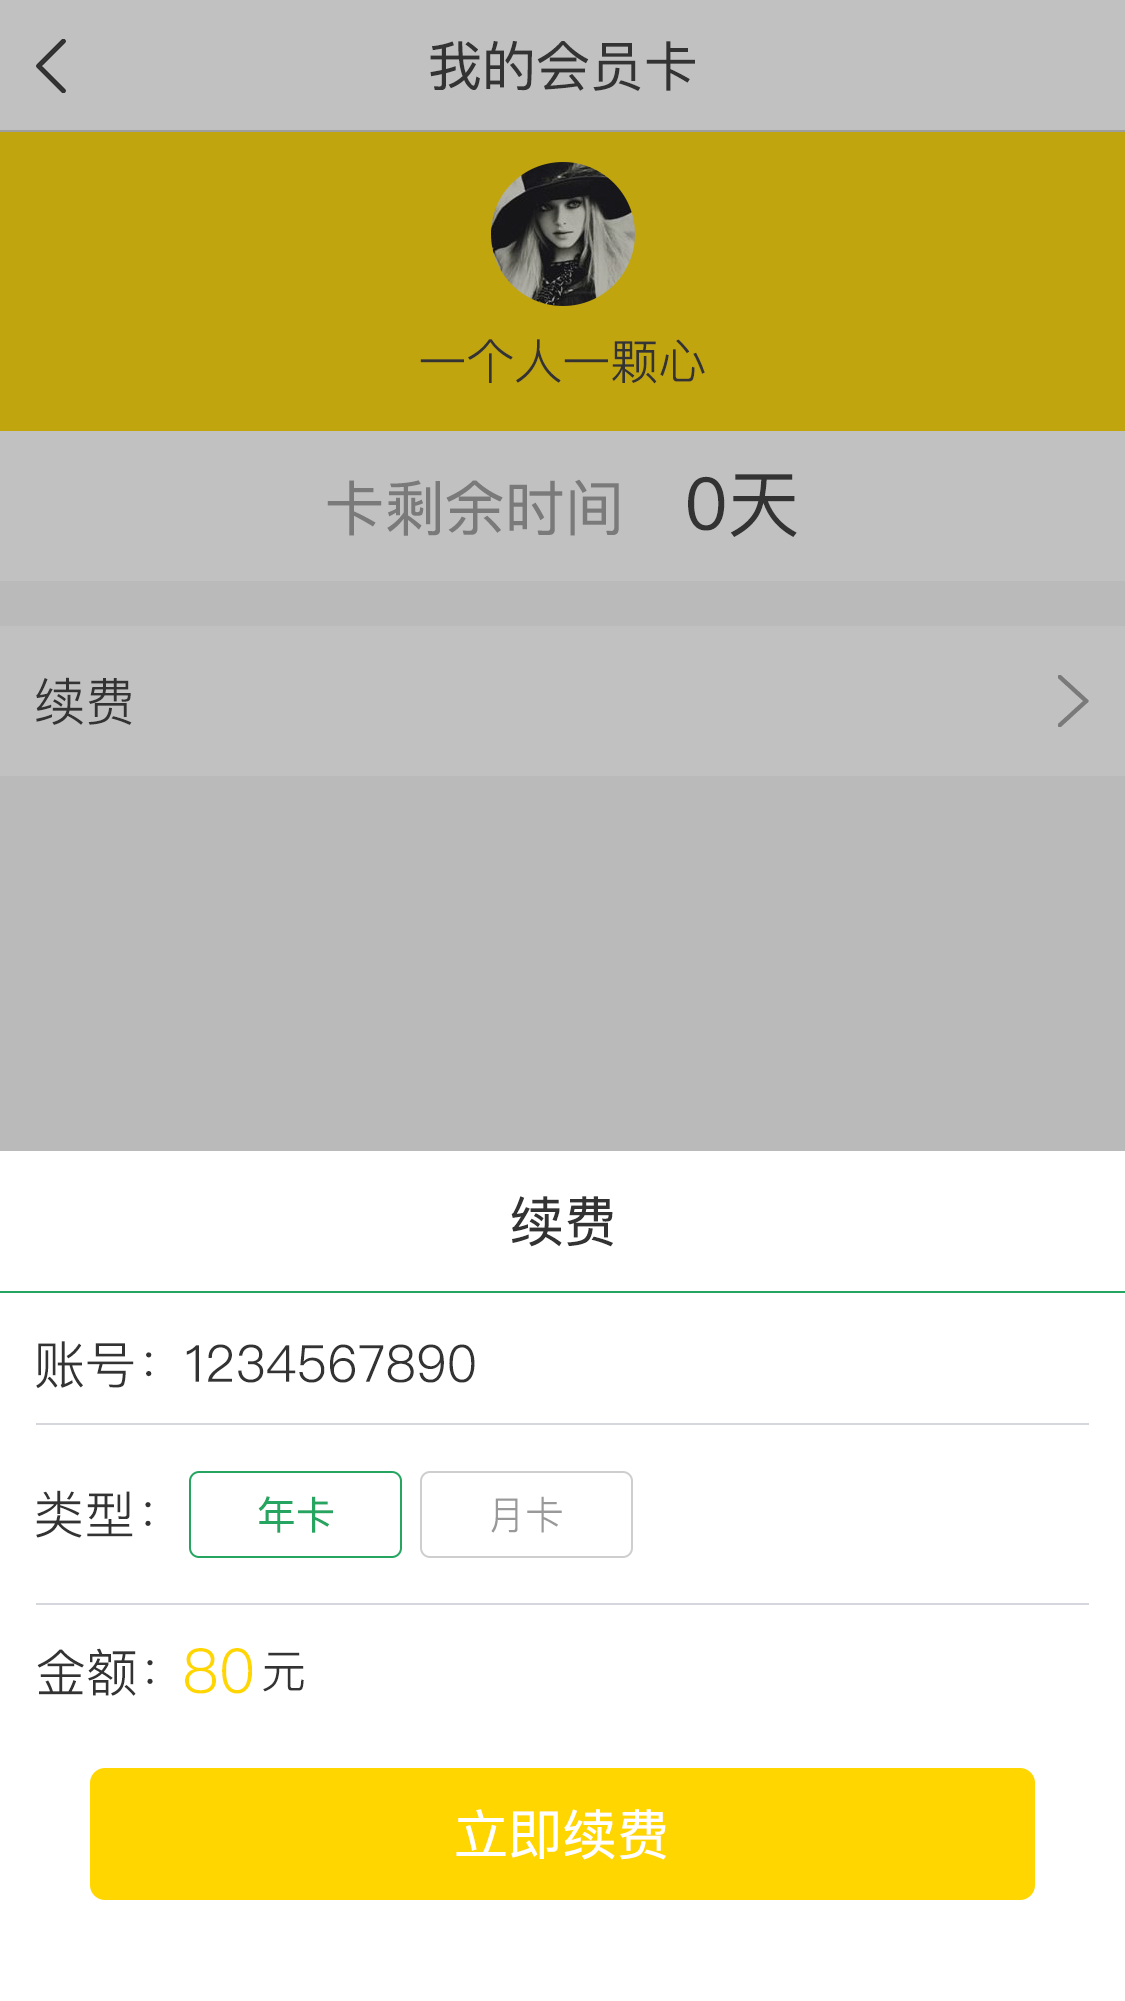 我的会员卡
一个人一颗心
卡剩余时间 0天
续费
续费
账号：1234567890
类型： 年卡 月卡
金额：80元
立即续费